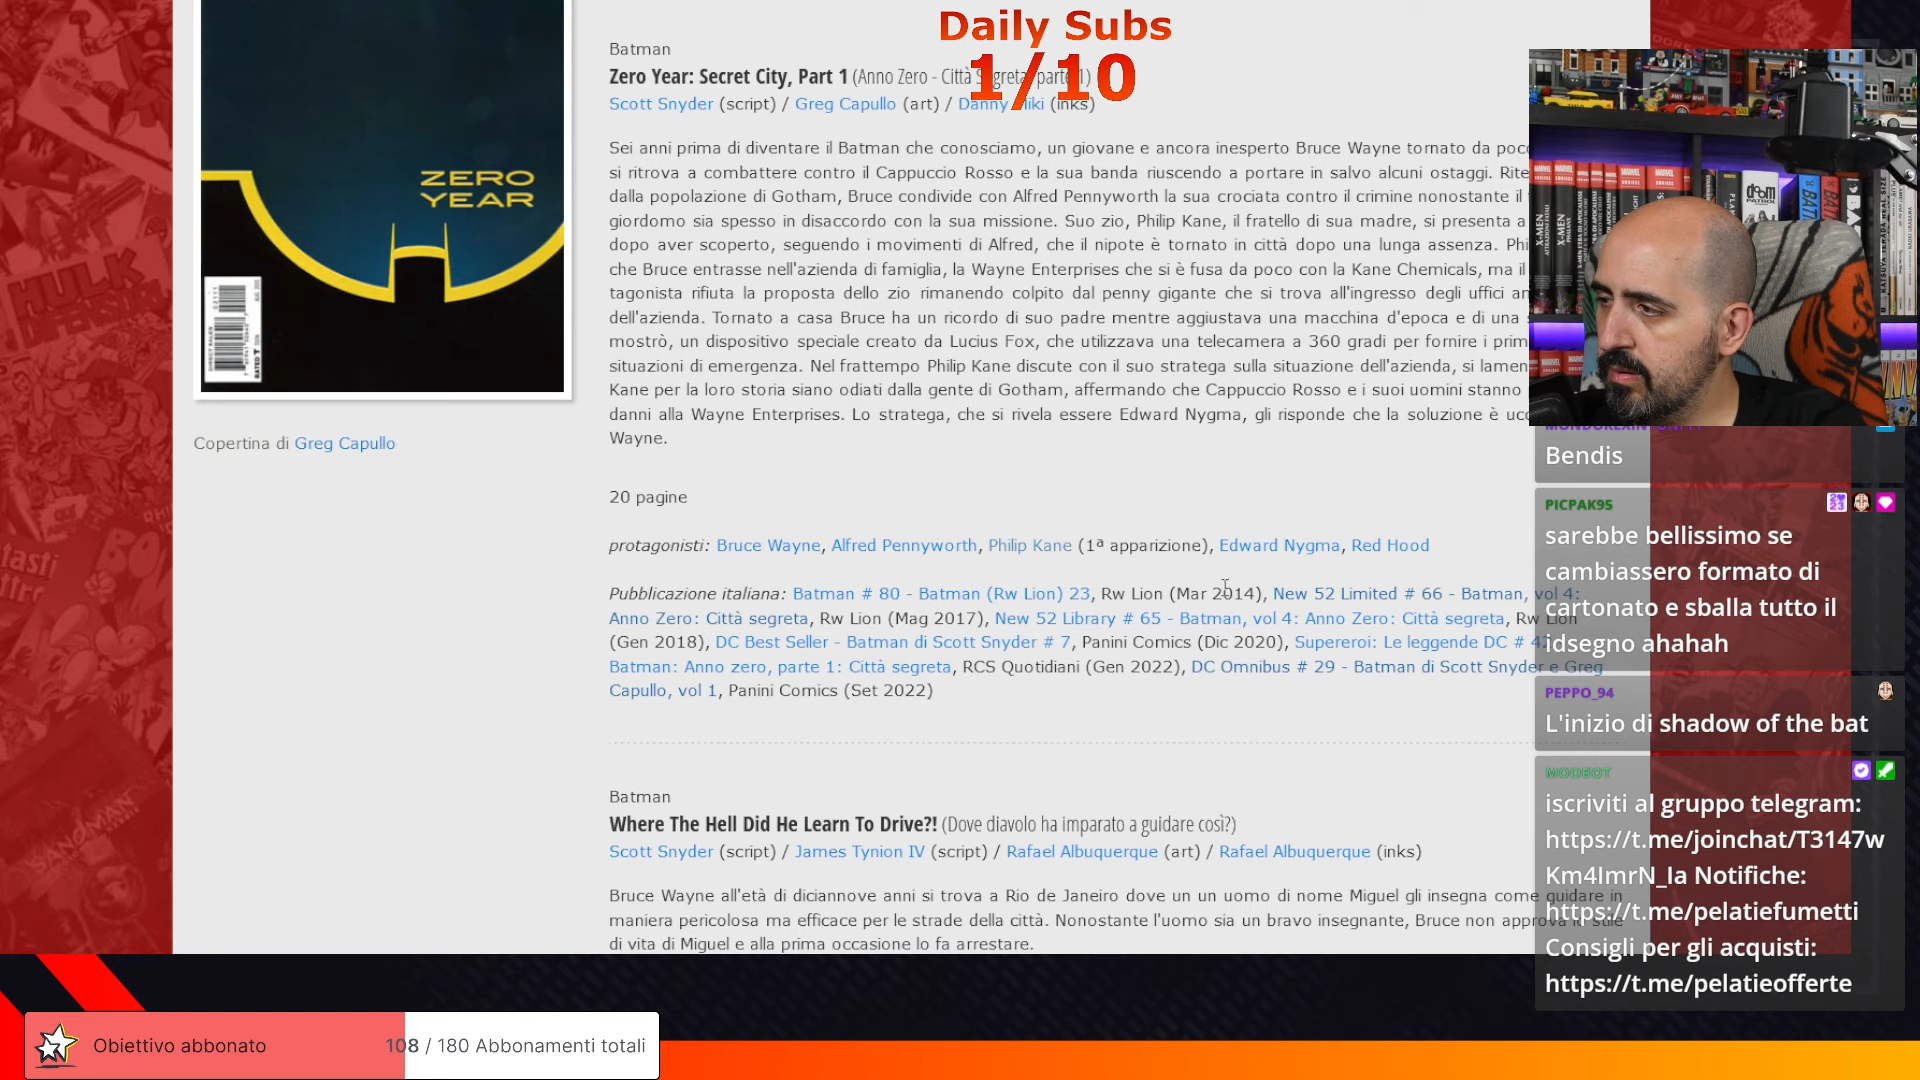 Daily Subs
1/10
ZERO
YEAR
Copertina di Greg Capullo
Batman
Zero Year: Secret City, Part 1 (Anno Zero - Città Segreta, parte 1)
Scott Snyder (script) / Greg Capullo (art) / Danny Miki (inks)
Sei anni prima di diventare il Batman che conosciamo, un giovane e ancora inesperto Bruce Wayne tornato da poco
si ritrova a combattere contro il Cappuccio Rosso e la sua banda riuscendo a portare in salvo alcuni ostaggi. Rite
dalla popolazione di Gotham, Bruce condivide con Alfred Pennyworth la sua crociata contro il crimine nonostante il
giordomo sia spesso in disaccordo con la sua missione. Suo zio, Philip Kane, il fratello di sua madre, si presenta a
dopo aver scoperto, seguendo i movimenti di Alfred, che il nipote è tornato in città dopo una lunga assenza. Phi
che Bruce entrasse nell'azienda di famiglia, la Wayne Enterprises che si è fusa da poco con la Kane Chemicals, ma il
tagonista rifiuta la proposta dello zio rimanendo colpito dal penny gigante che si trova all'ingresso degli uffici
dell'azienda. Tornato a casa Bruce ha un ricordo di suo padre mentre aggiustava una macchina d'epoca e di una
mostrò, un dispositivo speciale creato da Lucius Fox, che utilizzava una telecamera a 360 gradi per fornire i prim
situazioni di emergenza. Nel frattempo Philip Kane discute con il suo stratega sulla situazione dell'azienda, si lamen
Kane per la loro storia siano odiati dalla gente di Gotham, affermando che Cappuccio Rosso e i suoi uomini stanno
danni alla Wayne Enterprises. Lo stratega, che si rivela essere Edward Nygma, gli risponde che la soluzione è ucc
Wayne.
20 pagine
protagonisti: Bruce Wayne, Alfred Pennyworth, Philip Kane (1ª apparizione), Edward Nygma, Red Hood
Pubblicazione italiana: Batman # 80 - Batman (Rw Lion) 23, Rw Lion (Mar 2014), New 52 Limited # 66 - Batman, vol 4:
Anno Zero: Città segreta, Rw Lion (Mag 2017), New 52 Library # 65 - Batman, vol 4: Anno Zero: Città segreta, Rw Lion
(Gen 2018), DC Best Seller - Batman di Scott Snyder # 7, Panini Comics (Dic 2020), Supereroi: Le leggende DC # 42
Batman: Anno zero, parte 1: Città segreta, RCS Quotidiani (Gen 2022), DC Omnibus # 29 - Batman di Scott Snyder e Greg
Capullo, vol 1, Panini Comics (Set 2022)
Batman
Where The Hell Did He Learn To Drive?! (Dove diavolo ha imparato a guidare così?)
Scott Snyder (script) / James Tynion IV (script) / Rafael Albuquerque (art) / Rafael Albuquerque (inks)
Bruce Wayne all'età di diciannove anni si trova a Rio de Janeiro dove un un uomo di nome Miguel gli insegna come guidare in
maniera pericolosa ma efficace per le strade della città. Nonostante l'uomo sia un bravo insegnante, Bruce non approva lo stile
di vita di Miguel e alla prima occasione lo fa arrestare.
Bendis
PICPAK95
sarebbe bellissimo se
cambiassero formato di
cartonato e sballa tutto il
idsegno ahahah
PEPPO_94
L'inizio di shadow of the bat
MOOBOT
iscriviti al gruppo telegram:
https://t.me/joinchat/T3147w
Km4ImrN_Ia Notifiche:
https://t.me/pelatiefumetti
Consigli per gli acquisti:
https://t.me/pelatieofferte
Obiettivo abbonato
108 / 180 Abbonamenti totali